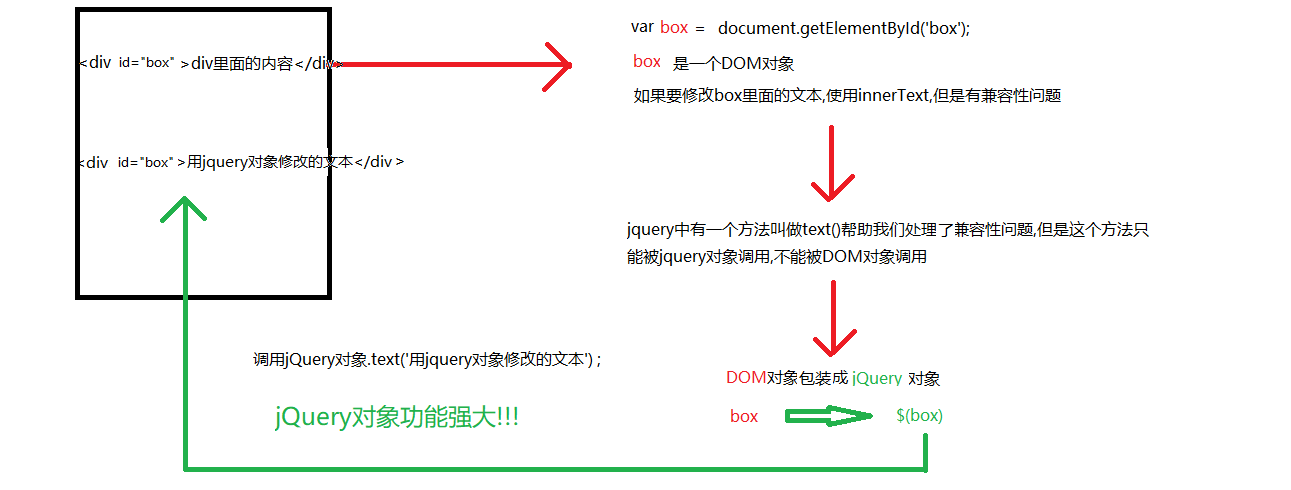 <div id="box" >div里面的内容</div>
<div id="box" >用jquery对象修改的文本</div >
var box = document.getElementById('box');
box 是一个DOM对象
如果要修改box里面的文本,使用innerText,但是有兼容性问题
jquery中有一个方法叫做text()帮助我们处理了兼容性问题,但是这个方法只
能被jquery对象调用,不能被DOM对象调用
DOM对象包装成 jQuery 对象
box $(box)
调用jQuery对象.text('用jquery对象修改的文本') ;
jQuery对象功能强大!!!